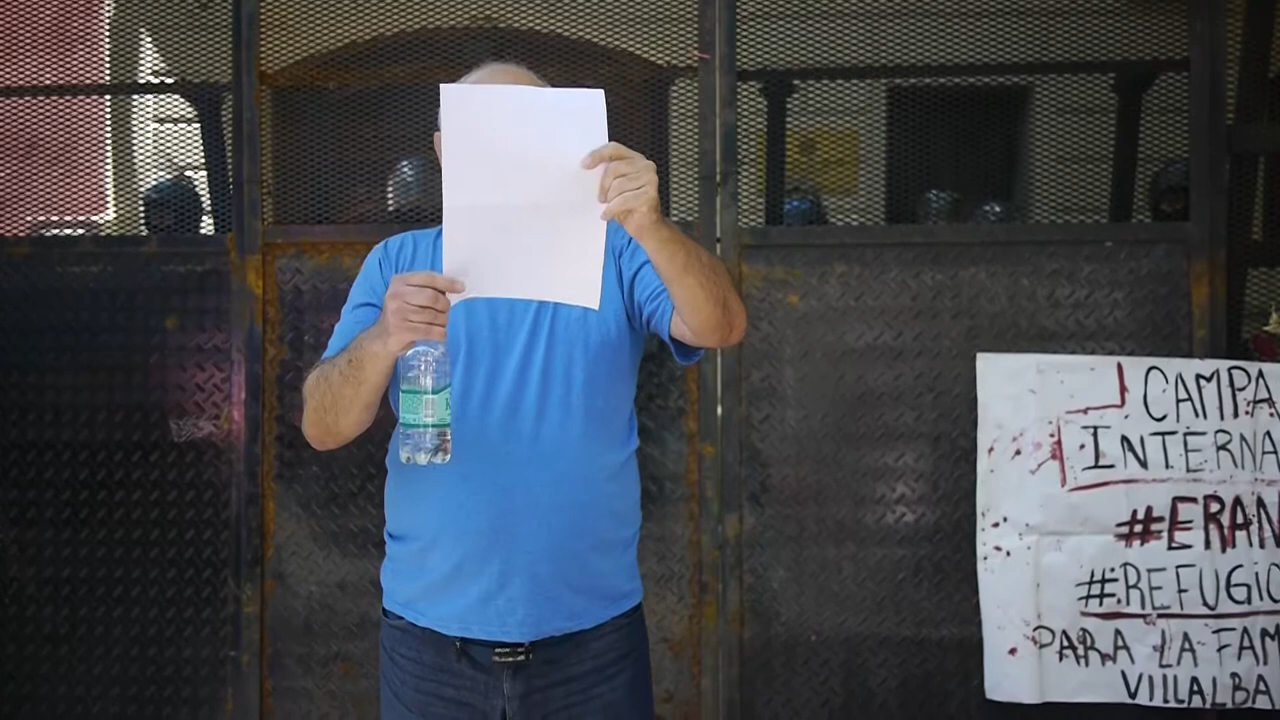 CAMPA
INTERNA
#ERAN
#REFUGIO
PARA LA FAM
VILLALBA